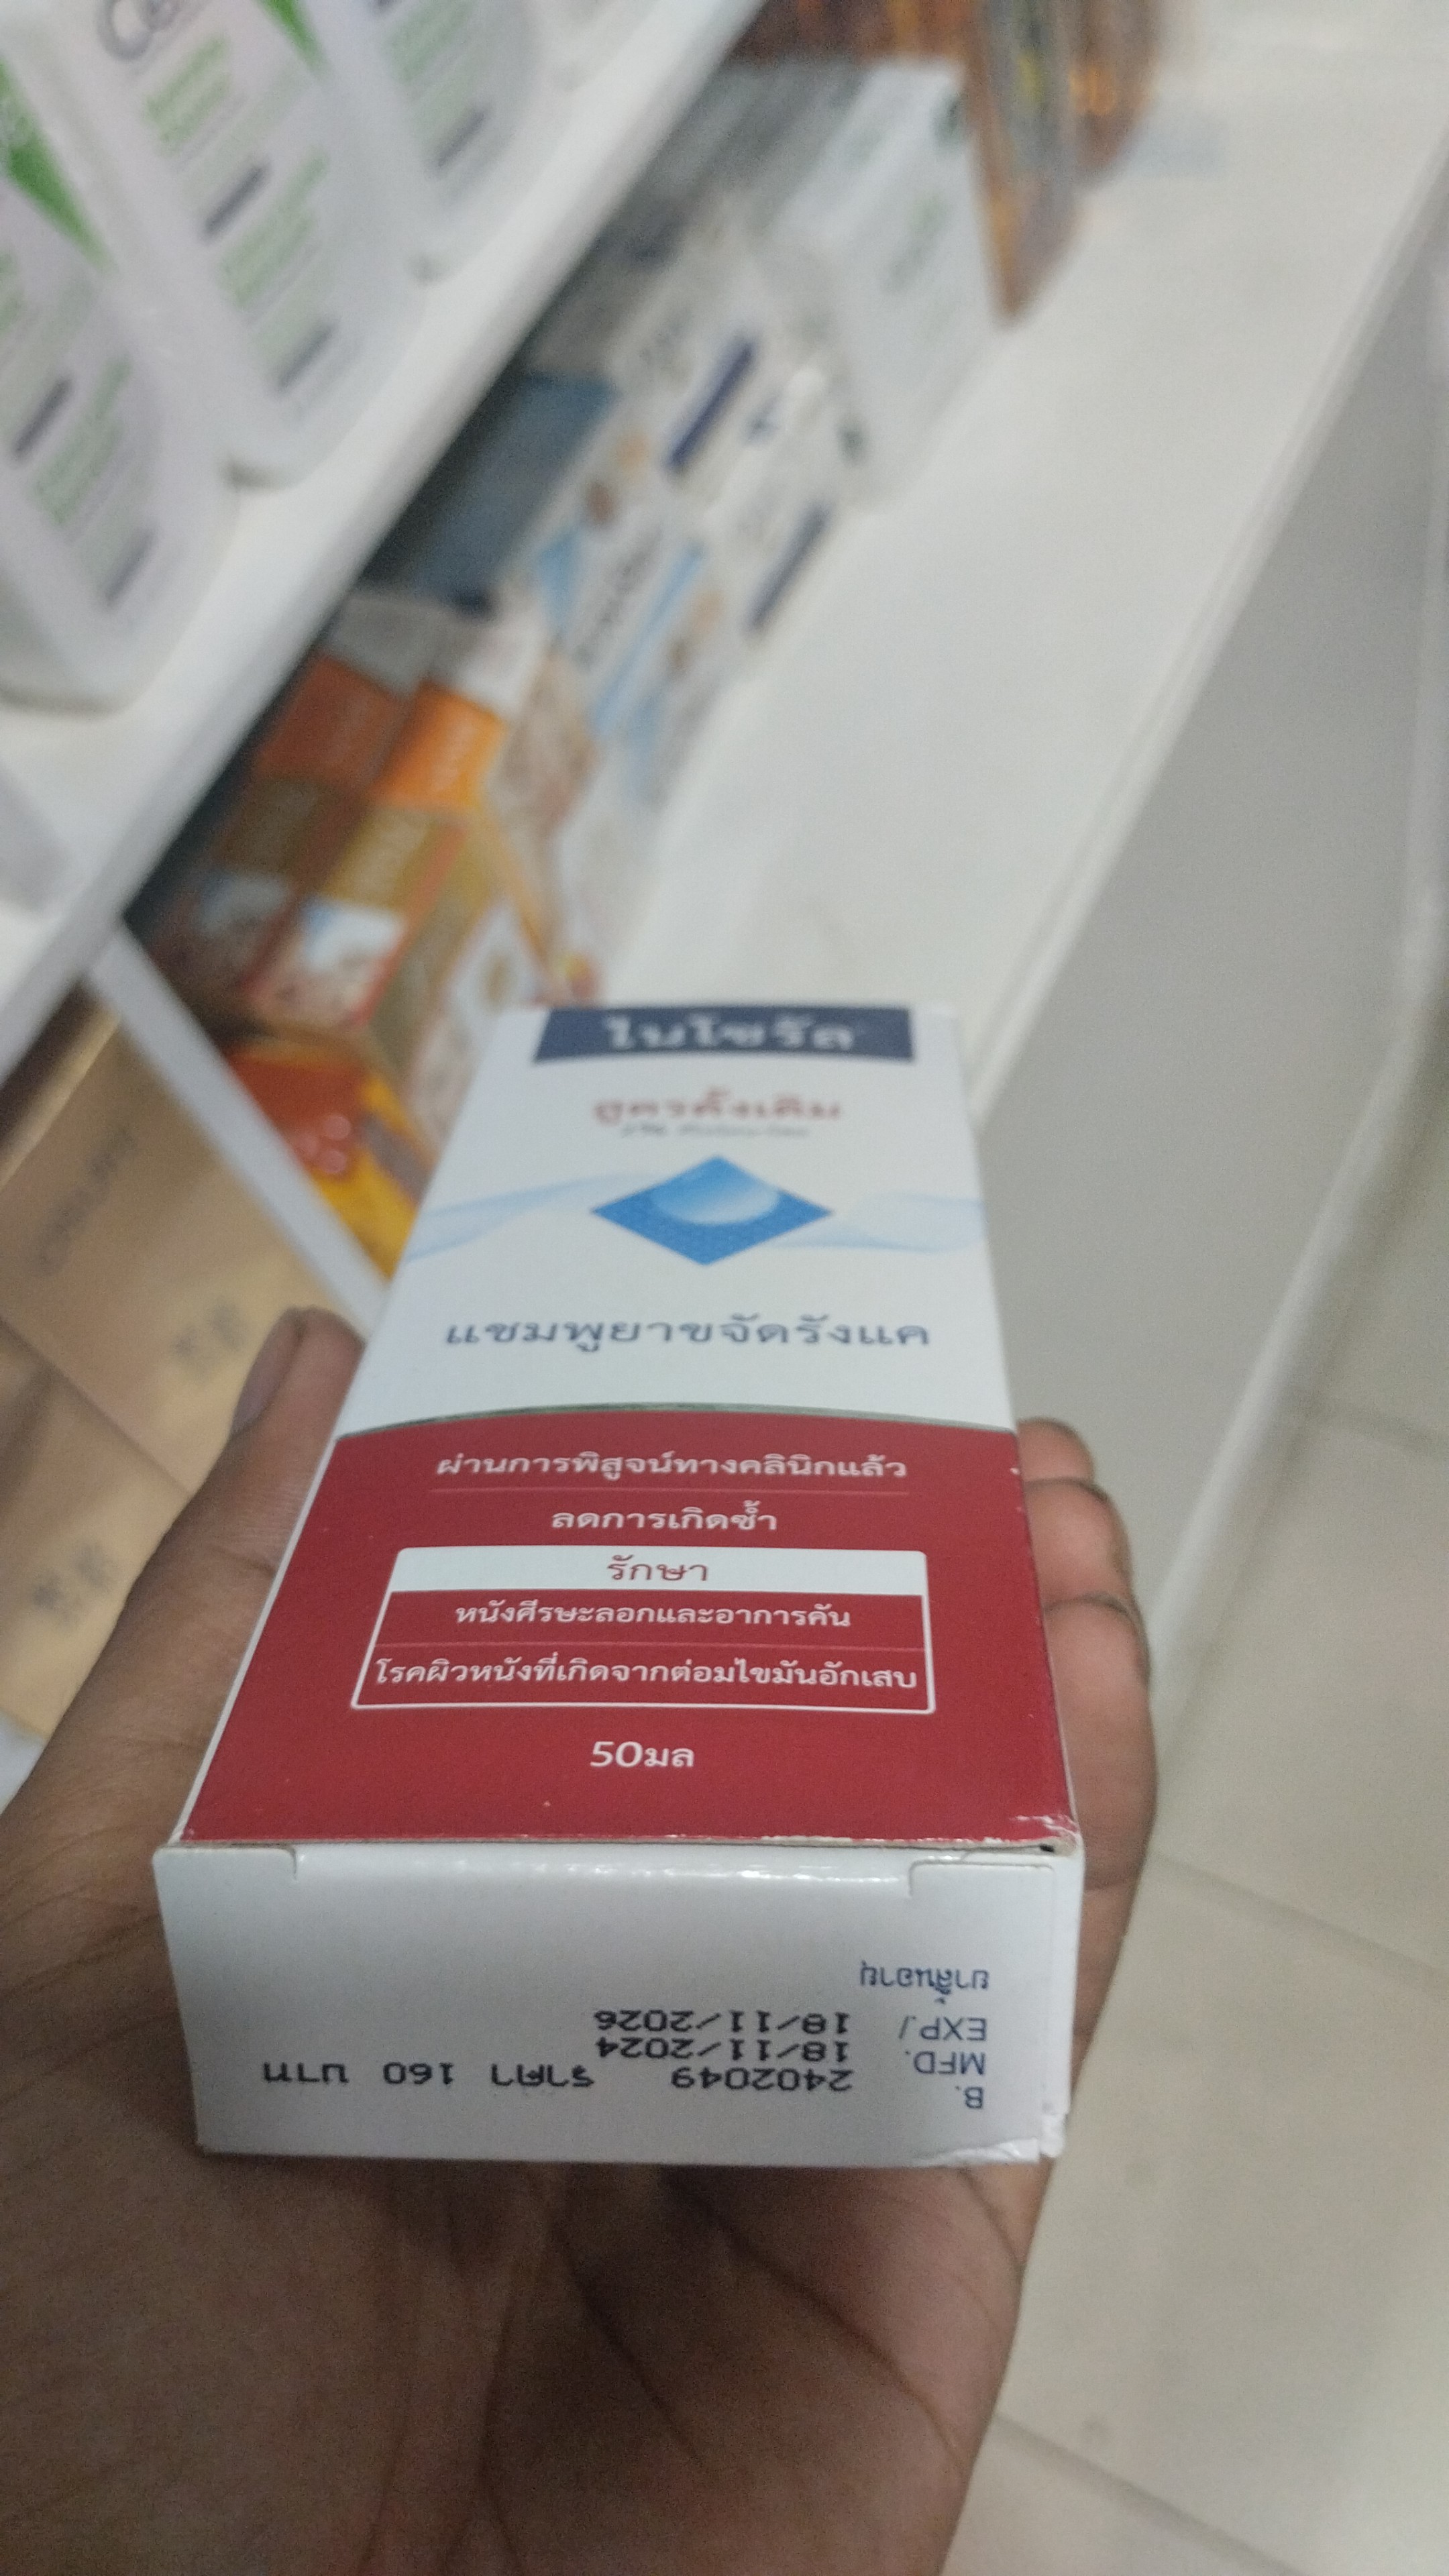 ไนโซรัล
สูตรดั้งเดิม
แชมพูยาขจัดรังแค
ผ่านการพิสูจน์ทางคลินิกแล้ว
ลดการเกิดซ้ำ
รักษา
หนังศีรษะลอกและอาการคัน
โรคผิวหนังที่เกิดจากต่อมไขมันอักเสบ
50มล
B. 2402049 ราคา 160 บาท
MFD. 18/11/2024
EXP./ 18/11/2026
ยาสิ้นอายุ